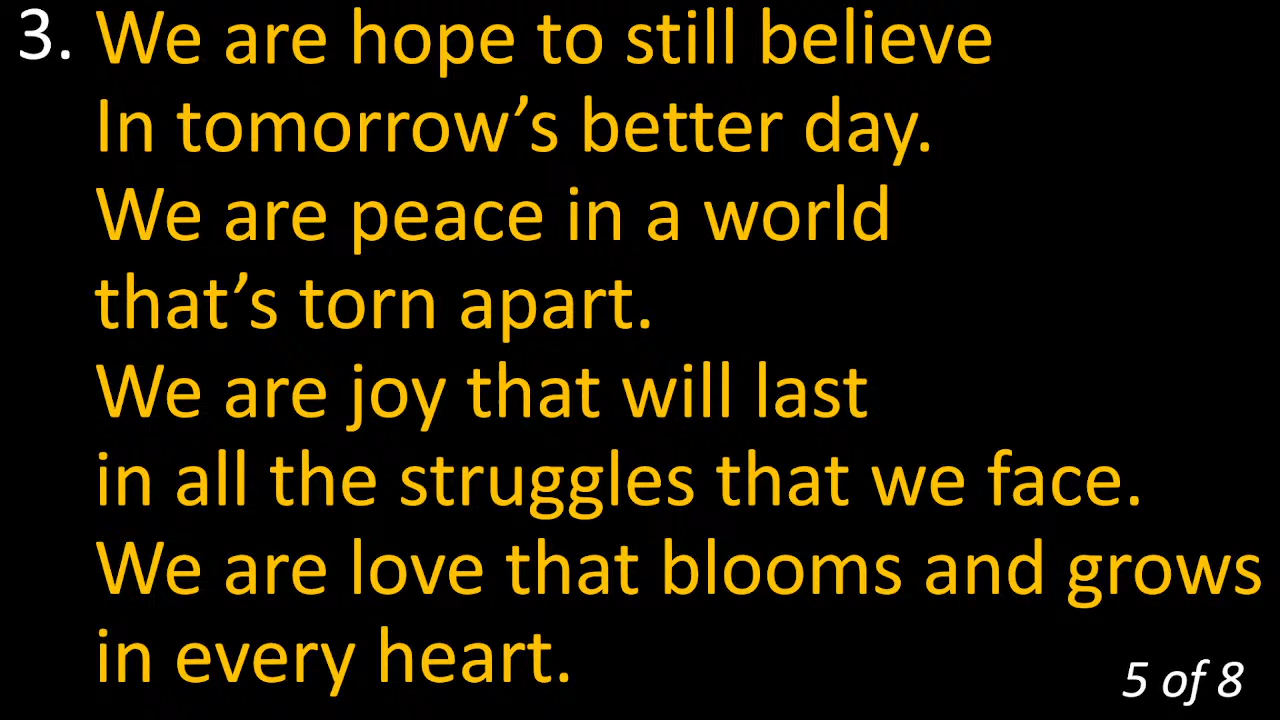 3. We are hope to still believe
In tomorrow’s better day.
We are peace in a world
that’s torn apart.
We are joy that will last
in all the struggles that we face.
We are love that blooms and grows
in every heart.
5 of 8